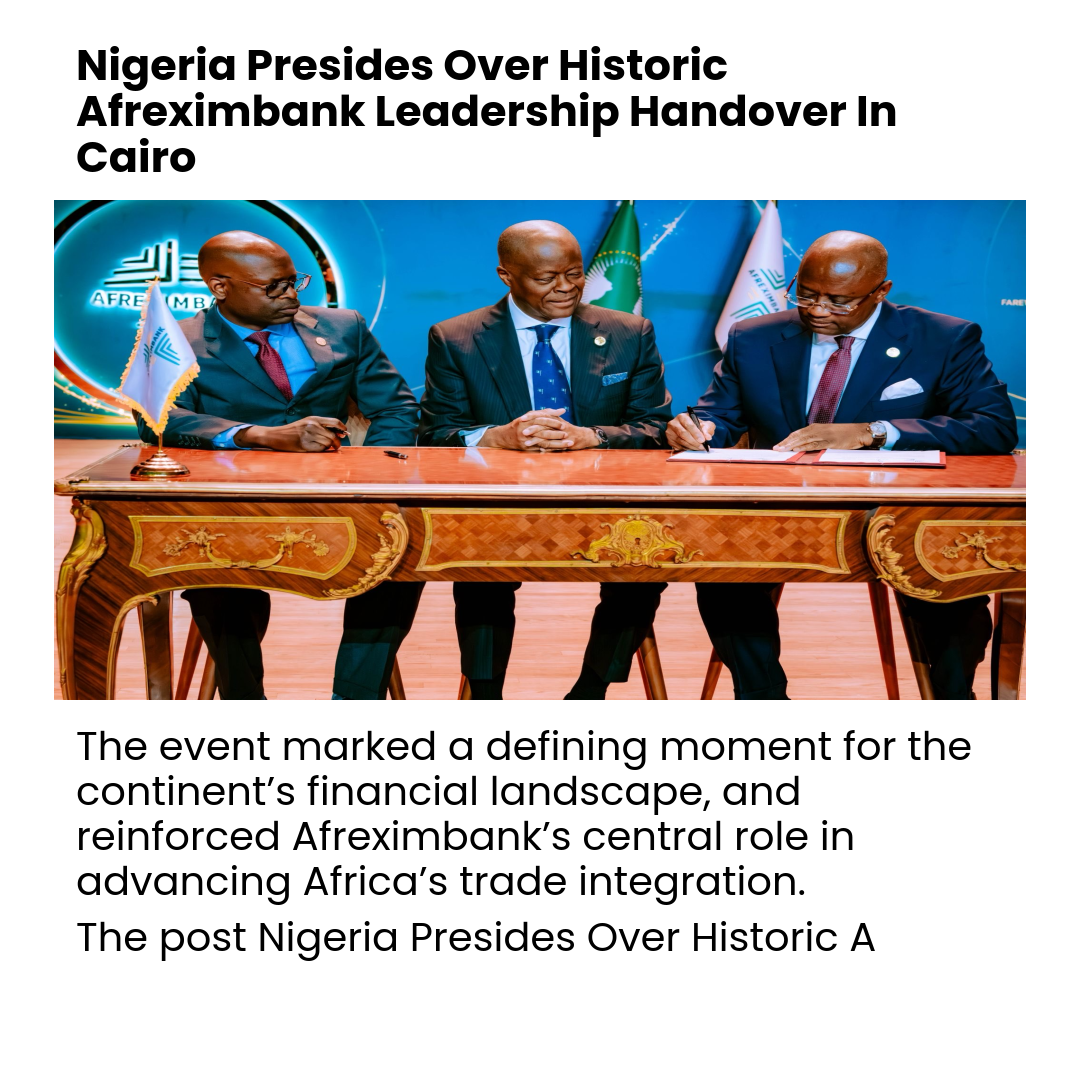 Nigeria Presides Over Historic
Afreximbank Leadership Handover In
Cairo
FARE
The event marked a defining moment for the
continent’s financial landscape, and
reinforced Afreximbank’s central role in
advancing Africa’s trade integration.
The post Nigeria Presides Over Historic A